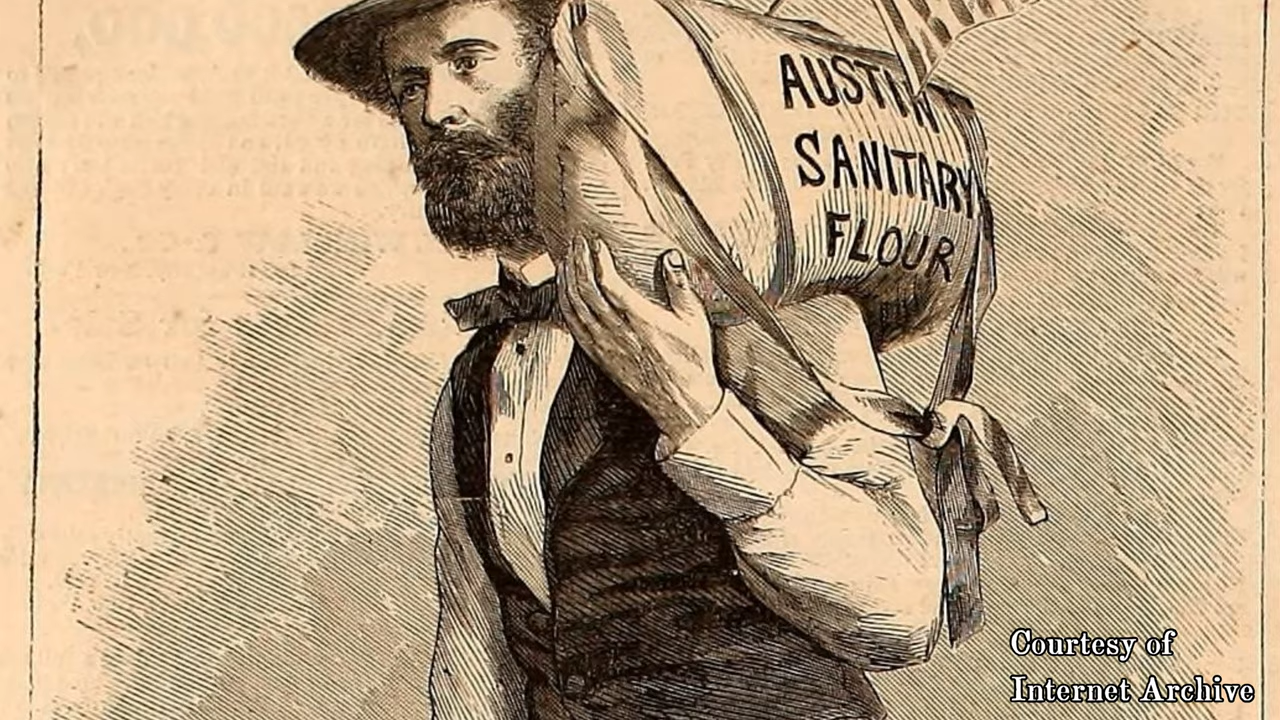 AUSTIN
SANITARY
FLOUR
Courtesy of
Internet Archive